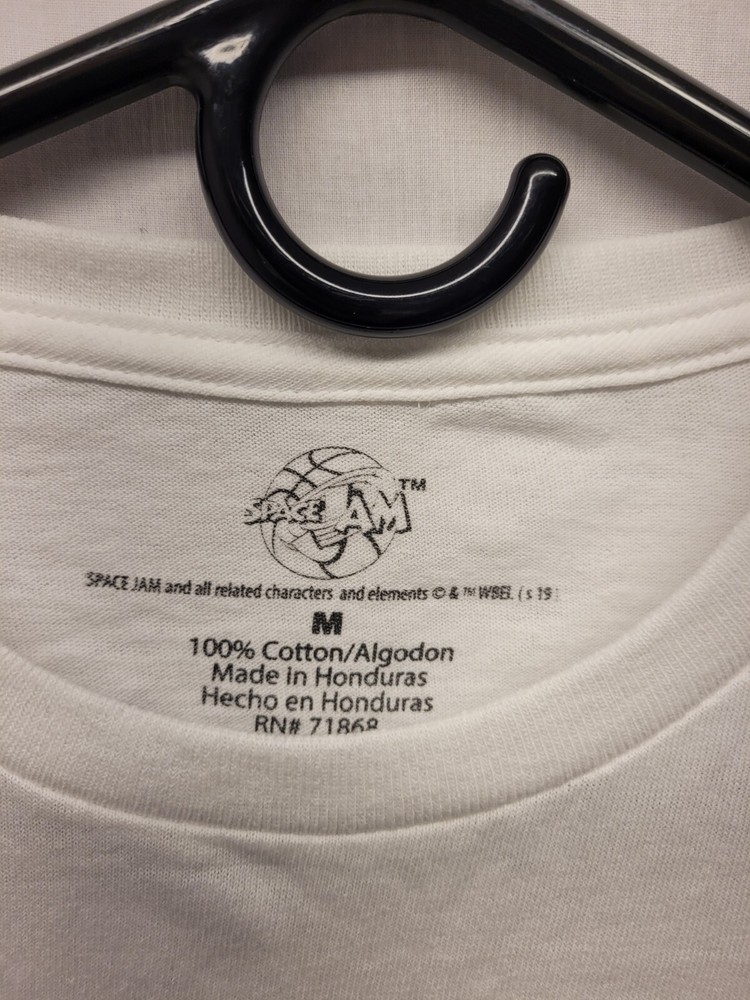 SPACE JAM™
SPACE JAM and all related characters and elements © & ™ WBEI. (s19
M
100% Cotton/Algodon
Made in Honduras
Hecho en Honduras
RN# 71868